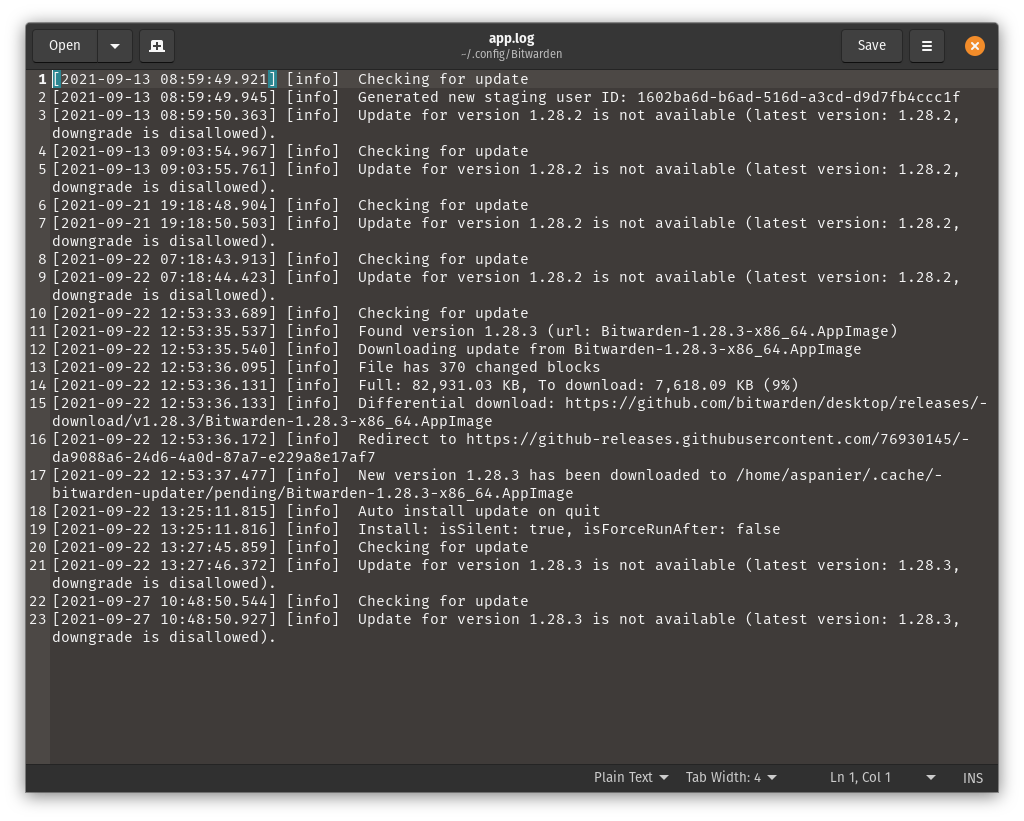 Open
app.log
~/.config/Bitwarden
Save
1 [2021-09-13 08:59:49.921] [info]  Checking for update
2 [2021-09-13 08:59:49.945] [info]  Generated new staging user ID: 1602ba6d-b6ad-516d-a3cd-d9d7fb4ccc1f
3 [2021-09-13 08:59:50.363] [info]  Update for version 1.28.2 is not available (latest version: 1.28.2,
downgrade is disallowed).
4 [2021-09-13 09:03:54.967] [info]  Checking for update
5 [2021-09-13 09:03:55.761] [info]  Update for version 1.28.2 is not available (latest version: 1.28.2,
downgrade is disallowed).
6 [2021-09-21 19:18:48.904] [info]  Checking for update
7 [2021-09-21 19:18:50.503] [info]  Update for version 1.28.2 is not available (latest version: 1.28.2,
downgrade is disallowed).
8 [2021-09-22 07:18:43.913] [info]  Checking for update
9 [2021-09-22 07:18:44.423] [info]  Update for version 1.28.2 is not available (latest version: 1.28.2,
downgrade is disallowed).
10 [2021-09-22 12:53:33.689] [info]  Checking for update
11 [2021-09-22 12:53:35.537] [info]  Found version 1.28.3 (url: Bitwarden-1.28.3-x86_64.AppImage)
12 [2021-09-22 12:53:35.540] [info]  Downloading update from Bitwarden-1.28.3-x86_64.AppImage
13 [2021-09-22 12:53:36.095] [info]  File has 370 changed blocks
14 [2021-09-22 12:53:36.131] [info]  Full: 82,931.03 KB, To download: 7,618.09 KB (9%)
15 [2021-09-22 12:53:36.133] [info]  Differential download: https://github.com/bitwarden/desktop/releases/-
download/v1.28.3/Bitwarden-1.28.3-x86_64.AppImage
16 [2021-09-22 12:53:36.172] [info]  Redirect to https://github-releases.githubusercontent.com/76930145/-
da9088a6-24d6-4a0d-87a7-e229a8e17af7
17 [2021-09-22 12:53:37.477] [info]  New version 1.28.3 has been downloaded to /home/aspanier/.cache/-
bitwarden-updater/pending/Bitwarden-1.28.3-x86_64.AppImage
18 [2021-09-22 13:25:11.815] [info]  Auto install update on quit
19 [2021-09-22 13:25:11.816] [info]  Install: isSilent: true, isForceRunAfter: false
20 [2021-09-22 13:27:45.859] [info]  Checking for update
21 [2021-09-22 13:27:46.372] [info]  Update for version 1.28.3 is not available (latest version: 1.28.3,
downgrade is disallowed).
22 [2021-09-27 10:48:50.544] [info]  Checking for update
23 [2021-09-27 10:48:50.927] [info]  Update for version 1.28.3 is not available (latest version: 1.28.3,
downgrade is disallowed).
Plain Text  Tab Width: 4  Ln 1, Col 1  INS